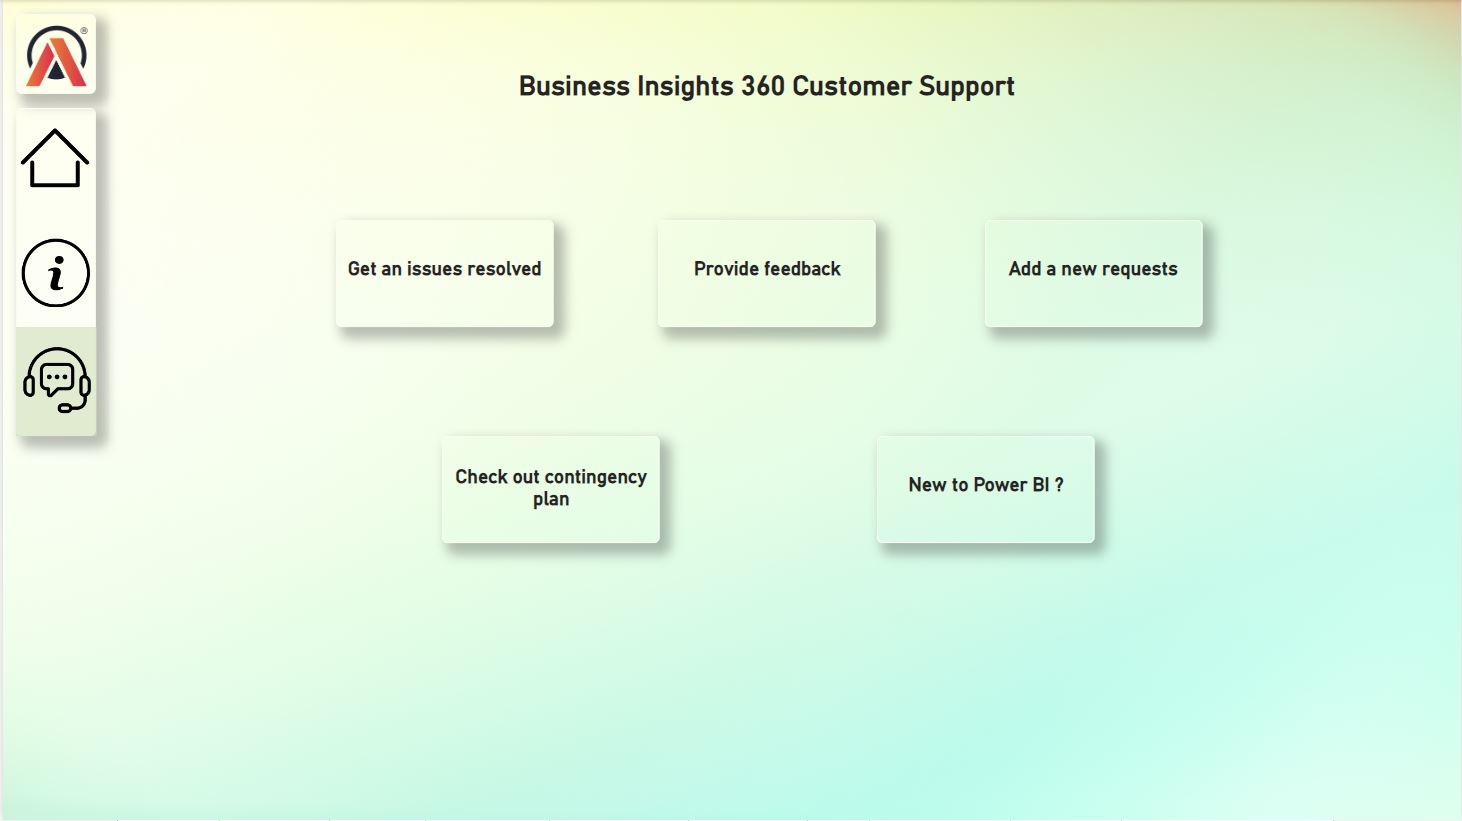 ®
Business Insights 360 Customer Support
Get an issues resolved
Provide feedback
Add a new requests
Check out contingency
plan
New to Power BI ?